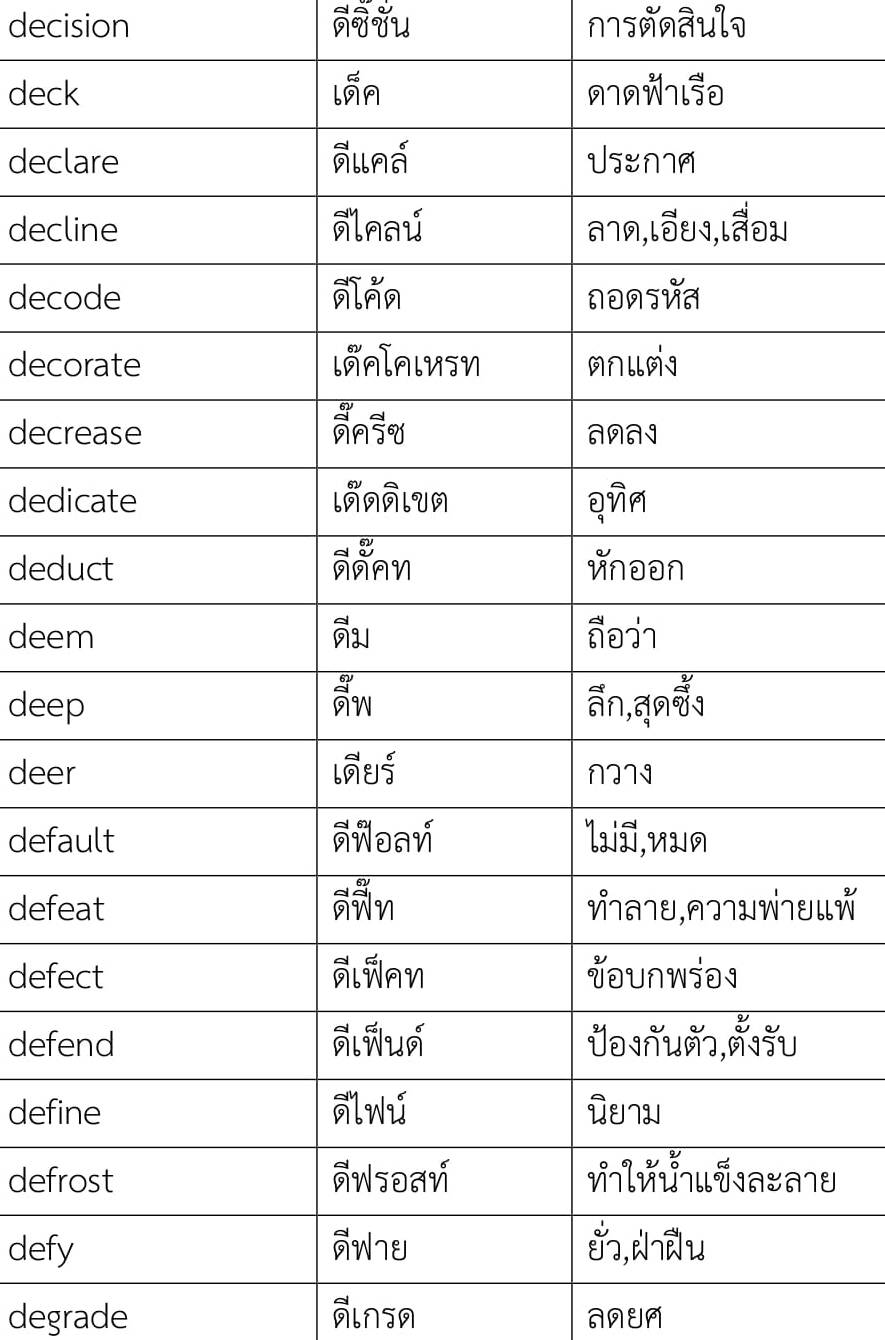 decision ดีซิ๊ชั่น การตัดสินใจ
deck เด็ค ดาดฟ้าเรือ
declare ดีแคล์ ประกาศ
decline ดีไคลน์ ลาด,เอียง,เสื่อม
decode ดีโค้ด ถอดรหัส
decorate เด๊คโคเหรท ตกแต่ง
decrease ดี๊ครีซ ลดลง
dedicate เด๊ดดิเขต อุทิศ
deduct ดีดั๊คท หักออก
deem ดีม ถือว่า
deep ดี๊พ ลึก,สุดซึ้ง
deer เดียร์ กวาง
default ดีฟ๊อลท์ ไม่มี,หมด
defeat ดีฟี๊ท ทำลาย,ความพ่ายแพ้
defect ดีเฟ็คท ข้อบกพร่อง
defend ดีเฟ็นด์ ป้องกันตัว,ตั้งรับ
define ดีไฟน์ นิยาม
defrost ดีฟรอสท์ ทำให้น้ำแข็งละลาย
defy ดีฟาย ยั่ว,ฝ่าฝืน
degrade ดีเกรด ลดยศ